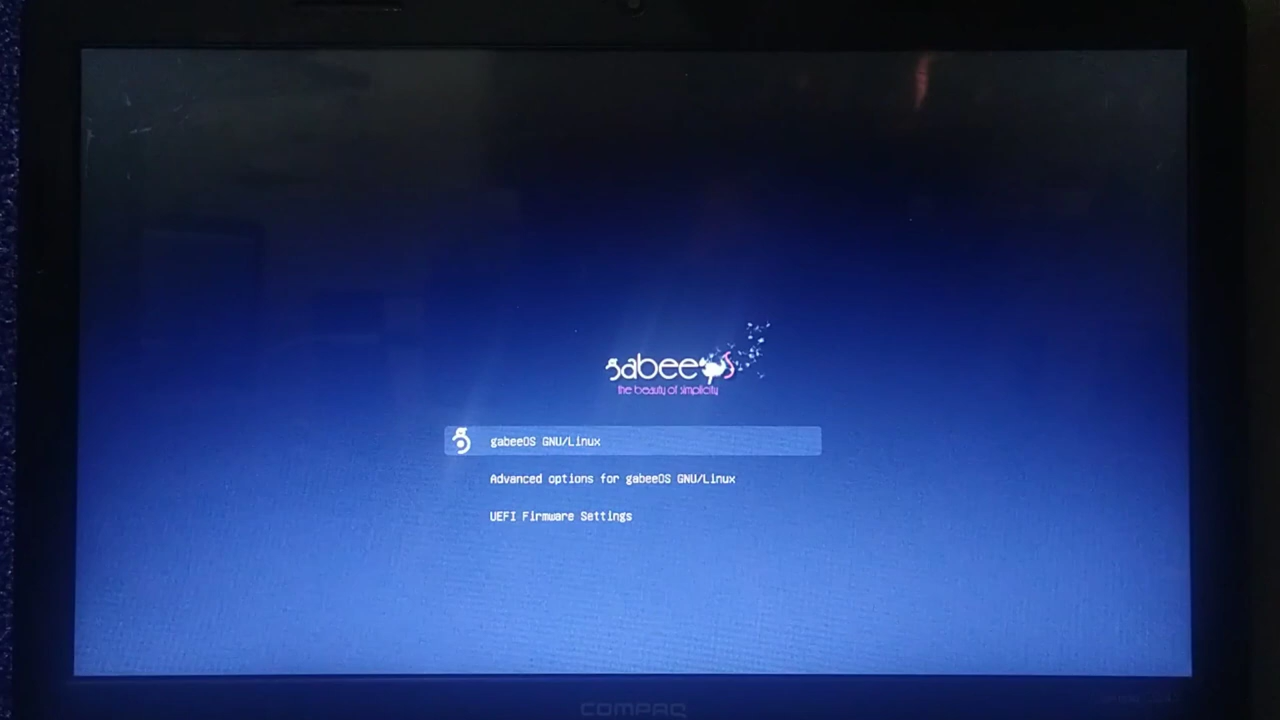 gabeeOS
the beauty of simplicity
gabeeOS GNU/Linux
Advanced options for gabeeOS GNU/Linux
UEFI Firmware Settings
COMPAQ